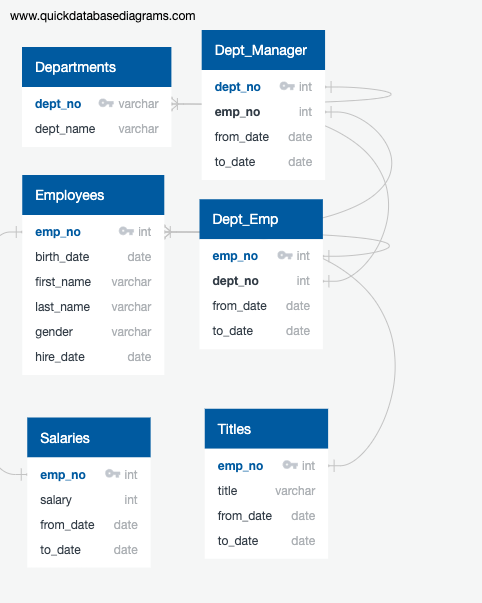 www.quickdatabasediagrams.com
Departments
dept_no varchar
dept_name varchar
Dept_Manager
dept_no int
emp_no int
from_date date
to_date date
Employees
emp_no int
birth_date date
first_name varchar
last_name varchar
gender varchar
hire_date date
Dept_Emp
emp_no int
dept_no int
from_date date
to_date date
Salaries
emp_no int
salary int
from_date date
to_date date
Titles
emp_no int
title varchar
from_date date
to_date date